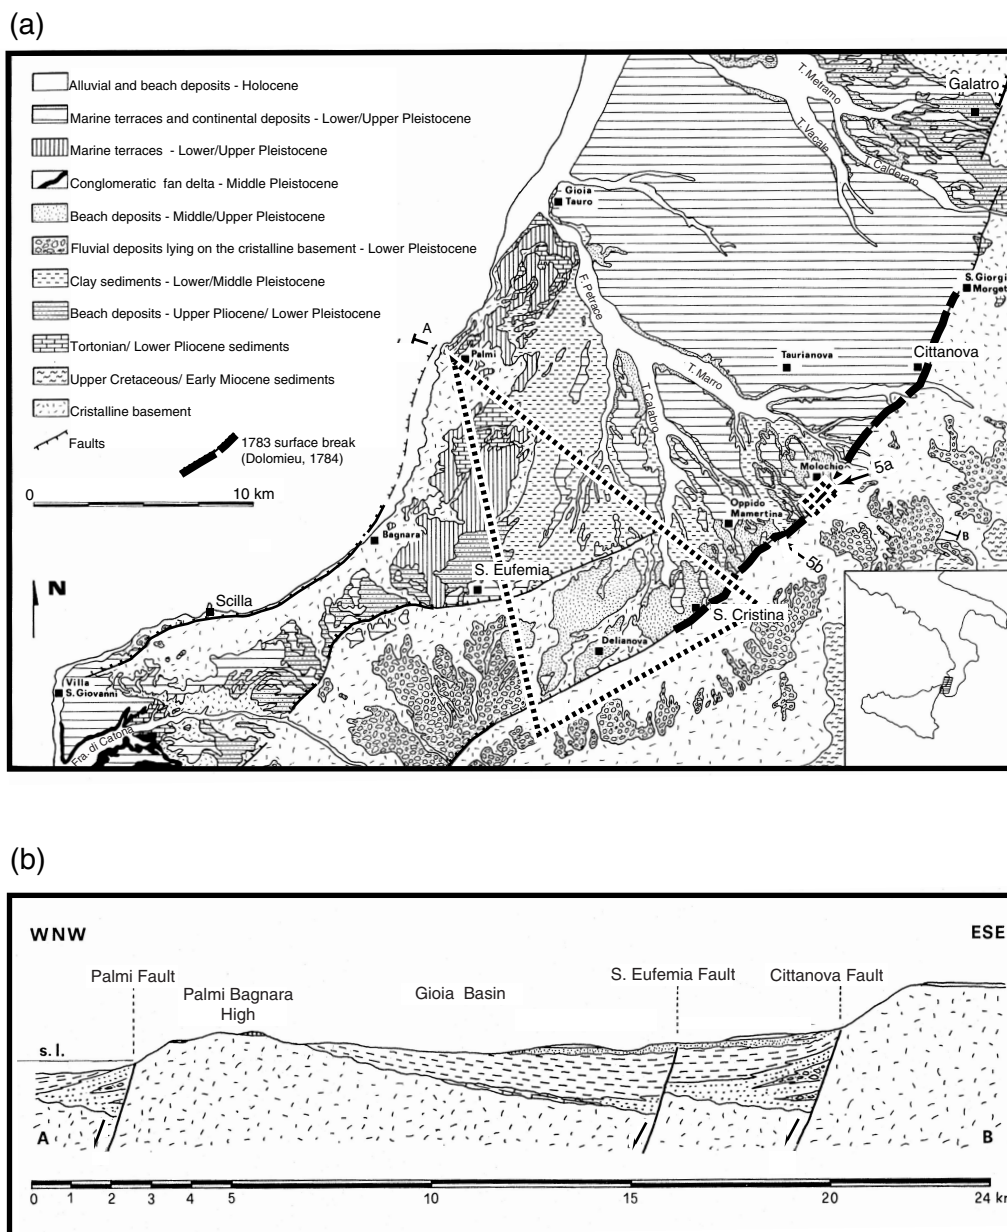 (a)
Alluvial and beach deposits - Holocene
Marine terraces and continental deposits - Lower/Upper Pleistocene
Marine terraces - Lower/Upper Pleistocene
Conglomeratic fan delta - Middle Pleistocene
Beach deposits - Middle/Upper Pleistocene
Fluvial deposits lying on the cristalline basement - Lower Pleistocene
Clay sediments - Lower/Middle Pleistocene
Beach deposits - Upper Pliocene/ Lower Pleistocene
Tortonian/ Lower Pliocene sediments
Upper Cretaceous/ Early Miocene sediments
Cristalline basement
Faults
1783 surface break
(Dolomieu, 1784)
0 10 km
N
T. Metramo
Galatro
T. Vacale
T. Calderaro
Gioia
Tauro
F. Petrace
S. Giorgi
Morget
A
Palmi
Taurianova
Cittanova
T. Marro
T. Calabro
Molochio
5a
Oppido
Mamertina
B
Bagnara
5b
S. Eufemia
Scilla
S. Cristina
Delianova
Villa
S. Giovanni
Fra. di Catona
(b)
WNW
ESE
Palmi Fault
S. Eufemia Fault
Cittanova Fault
Palmi Bagnara
High
Gioia Basin
s. l.
A
B
0 1 2 3 4 5 10 15 20 24 km